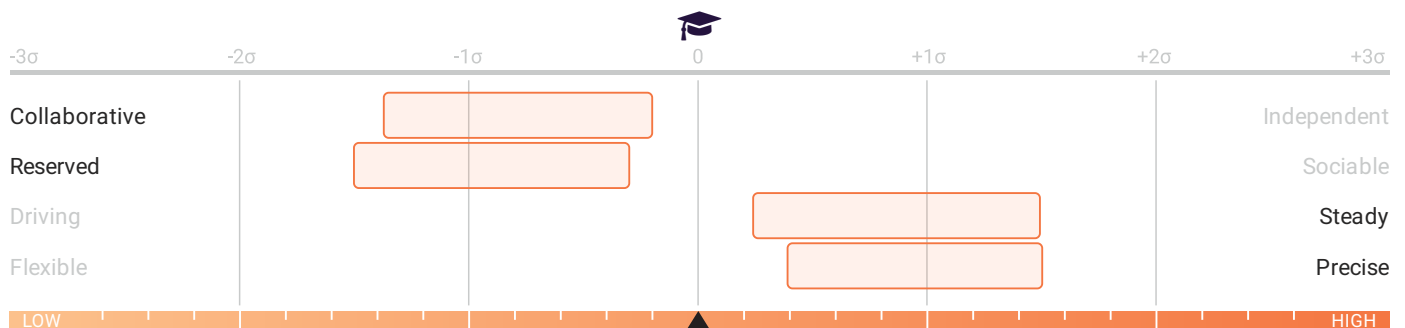 -3σ -2σ -1σ 0 +1σ +2σ +3σ
Collaborative Independent
Reserved Sociable
Driving Steady
Flexible Precise
LOW HIGH